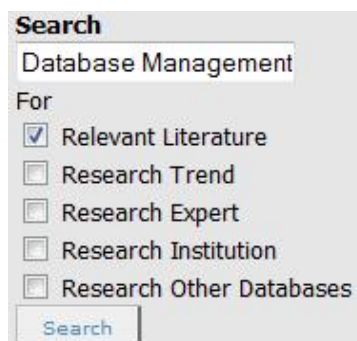 Search
Database Management
For
Relevant Literature
Research Trend
Research Expert
Research Institution
Research Other Databases
Search